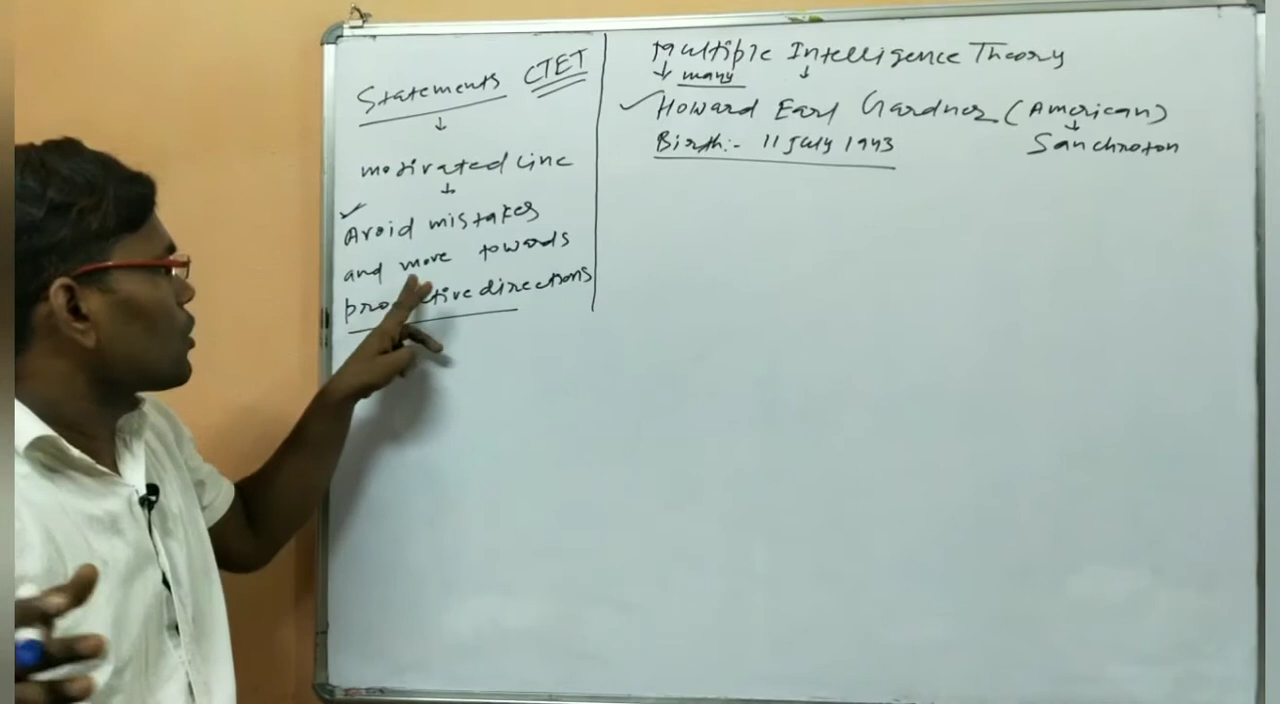 Statements CTET
↓
motivated line
↓
✓ Avoid mistakes
and move towards
directions
Multiple Intelligence Theory
↓ many ↓
✓ Howard Earl Gardner (American)
↓
Birth:- 11 July 1943